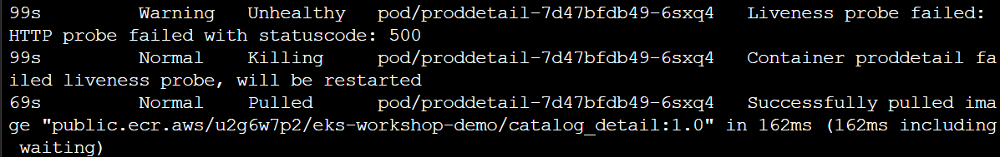 99s         Warning   Unhealthy   pod/proddetail-7d47bfdb49-6sxq4   Liveness probe failed:
HTTP probe failed with statuscode: 500
99s         Normal    Killing     pod/proddetail-7d47bfdb49-6sxq4   Container proddetail fa
iled liveness probe, will be restarted
69s         Normal    Pulled      pod/proddetail-7d47bfdb49-6sxq4   Successfully pulled ima
ge "public.ecr.aws/u2g6w7p2/eks-workshop-demo/catalog_detail:1.0" in 162ms (162ms including
 waiting)